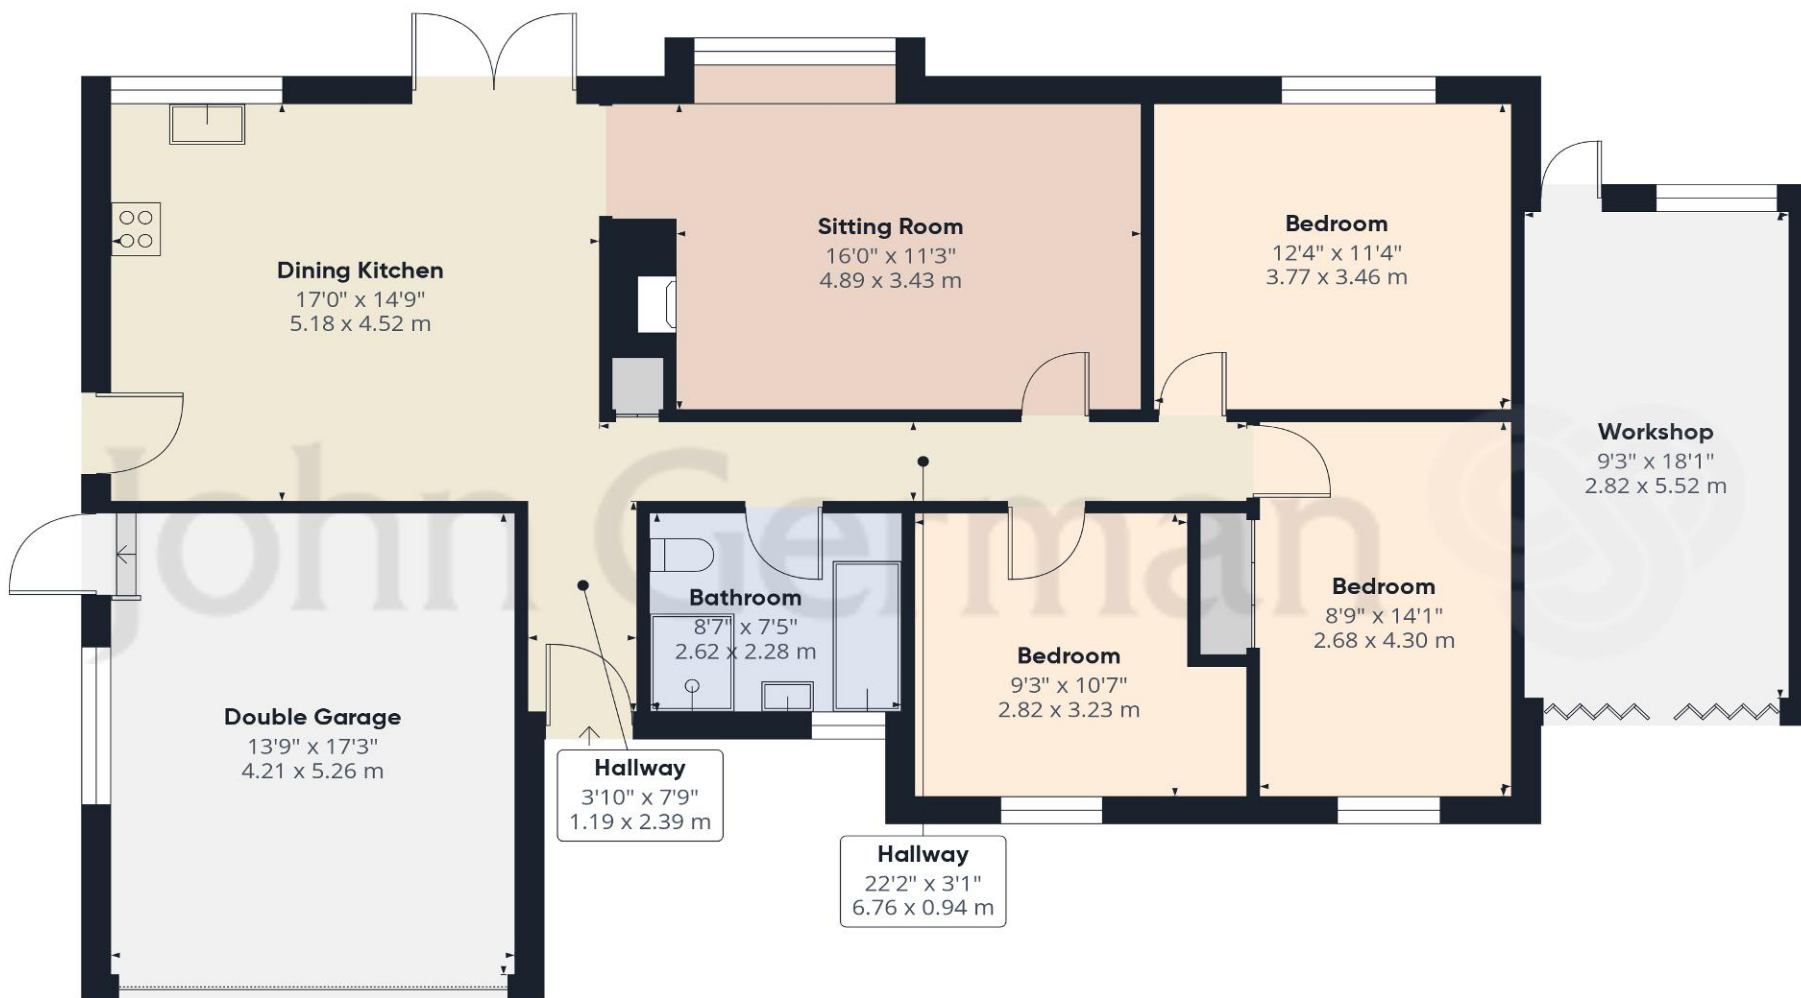 Dining Kitchen
17'0" x 14'9"
5.18 x 4.52 m
Sitting Room
16'0" x 11'3"
4.89 x 3.43 m
Bedroom
12'4" x 11'4"
3.77 x 3.46 m
Workshop
9'3" x 18'1"
2.82 x 5.52 m
John German
Bathroom
8'7" x 7'5"
2.62 x 2.28 m
Bedroom
9'3" x 10'7"
2.82 x 3.23 m
Bedroom
8'9" x 14'1"
2.68 x 4.30 m
Double Garage
13'9" x 17'3"
4.21 x 5.26 m
Hallway
3'10" x 7'9"
1.19 x 2.39 m
Hallway
22'2" x 3'1"
6.76 x 0.94 m